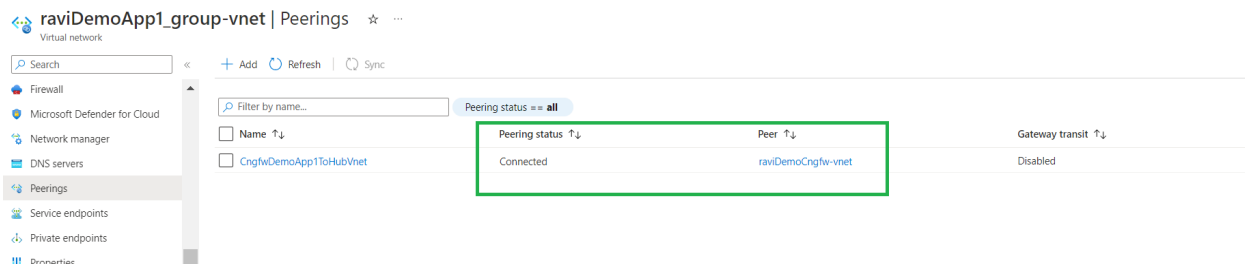 raviDemoApp1_group-vnet | Peerings
Virtual network
Search
Firewall
Microsoft Defender for Cloud
Network manager
DNS servers
Peerings
Service endpoints
Private endpoints
Properties
Add Refresh Sync
Filter by name...
Peering status == all
Name Peering status Peer Gateway transit
CngfwDemoApp1ToHubVnet Connected raviDemoCngfw-vnet Disabled